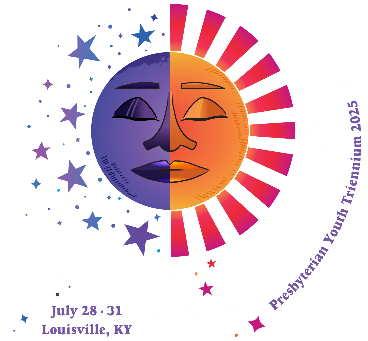 July 28 - 31
Louisville, KY
Presbyterian Youth Triennium 2025